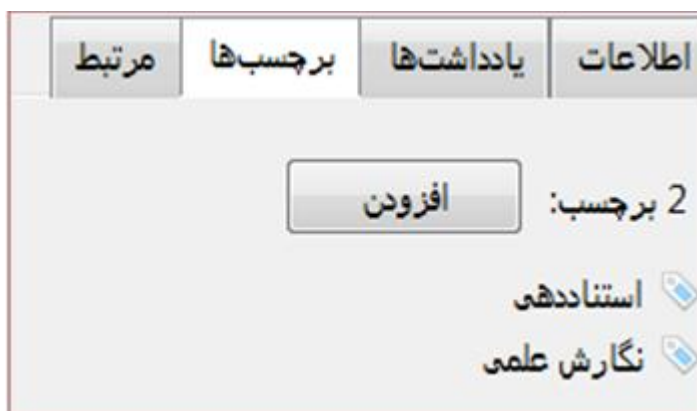 اطلاعات یادداشت‌ها برچسب‌ها مرتبط
2 برچسب: افزودن
استناددهی
نگارش علمی